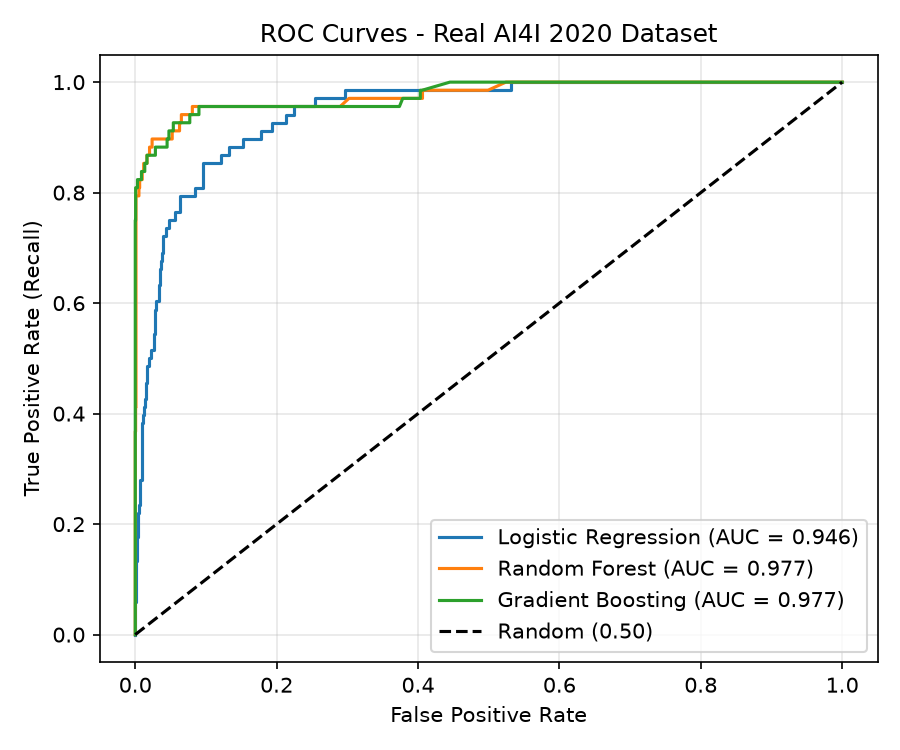 ROC Curves - Real AI4I 2020 Dataset
True Positive Rate (Recall)
1.0
0.8
0.6
0.4
0.2
0.0
Logistic Regression (AUC = 0.946)
Random Forest (AUC = 0.977)
Gradient Boosting (AUC = 0.977)
Random (0.50)
0.0 0.2 0.4 0.6 0.8 1.0
False Positive Rate